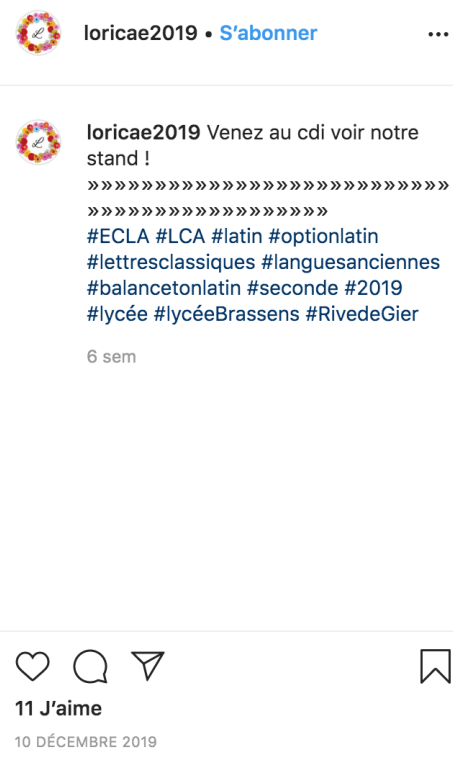 loricae2019 • S'abonner
loricae2019 Venez au cdi voir notre
stand !
»»»»»»»»»»»»»»»»»»»»»»»»»»»
»»»»»»»»»»»»»»»»»»
#ECLA #LCA #latin #optionlatin
#lettresclassiques #languesanciennes
#balancetonlatin #seconde #2019
#lycée #lycéeBrassens #RivedeGier
6 sem
11 J'aime
10 DÉCEMBRE 2019